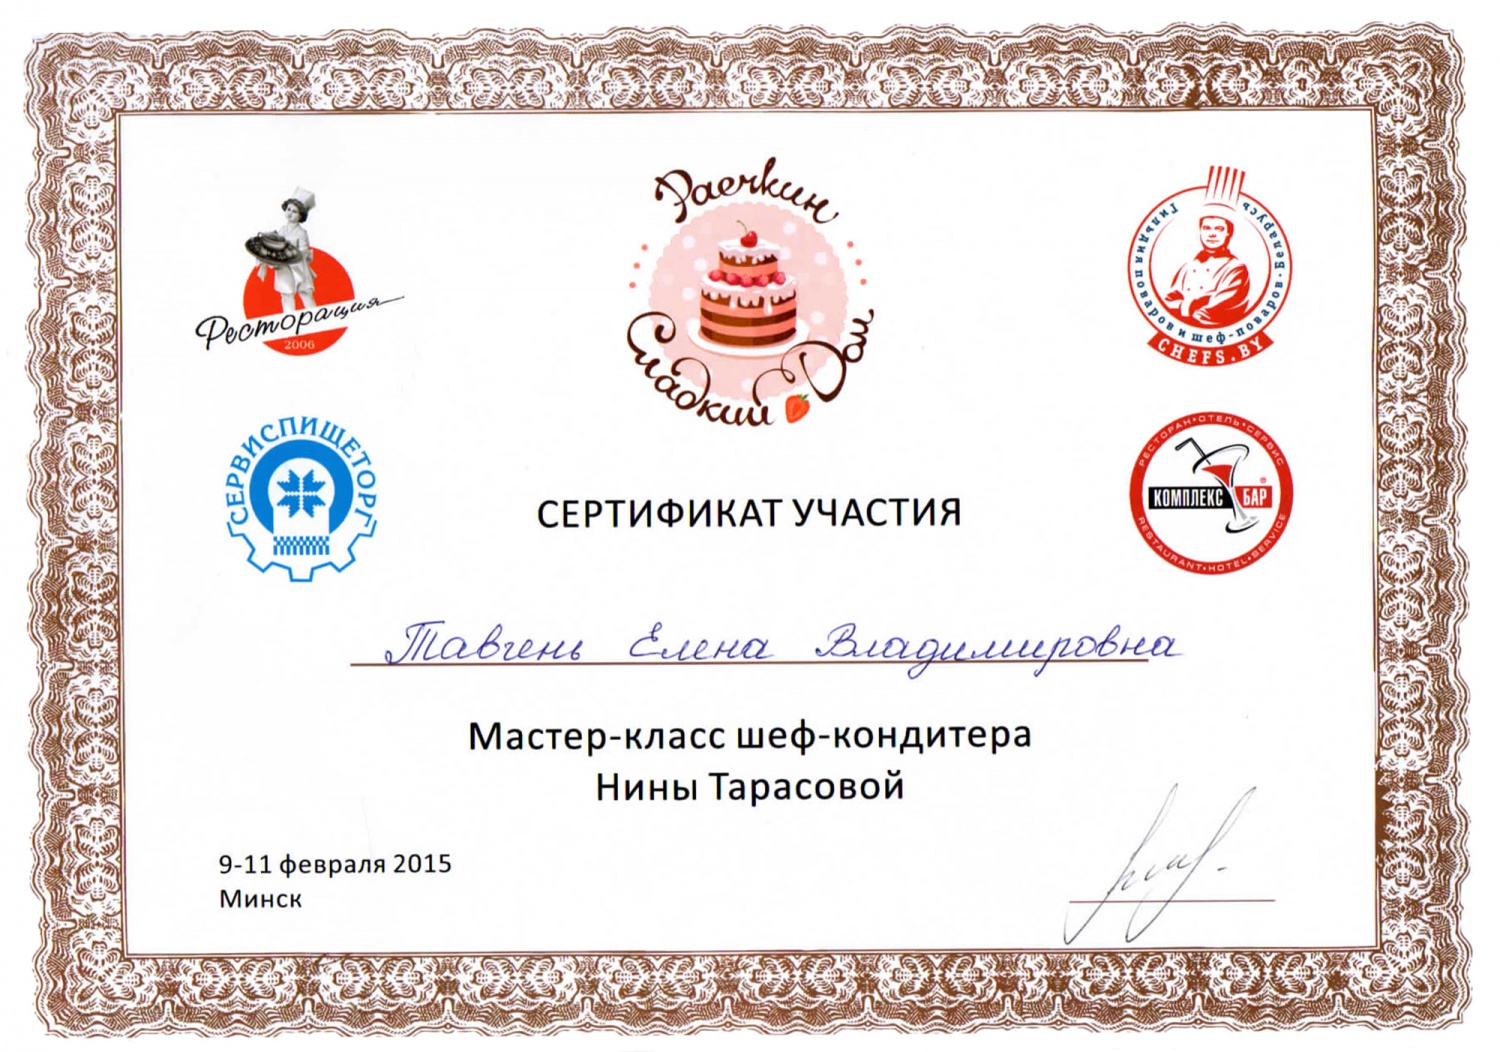 Раечкин
Сладкий Дом
Ресторация
2006
Гильдия поваров и шеф-поваров · Беларусь
CHEFS.BY
СЕРВИСПИЩЕТОРГ
РЕСТОРАН • ОТЕЛЬ • СЕРВИС
КОМПЛЕКС БАР ®
RESTAURANT • HOTEL • SERVICE
СЕРТИФИКАТ УЧАСТИЯ
Тавгень Елена Владимировна
Мастер-класс шеф-кондитера
Нины Тарасовой
9-11 февраля 2015
Минск